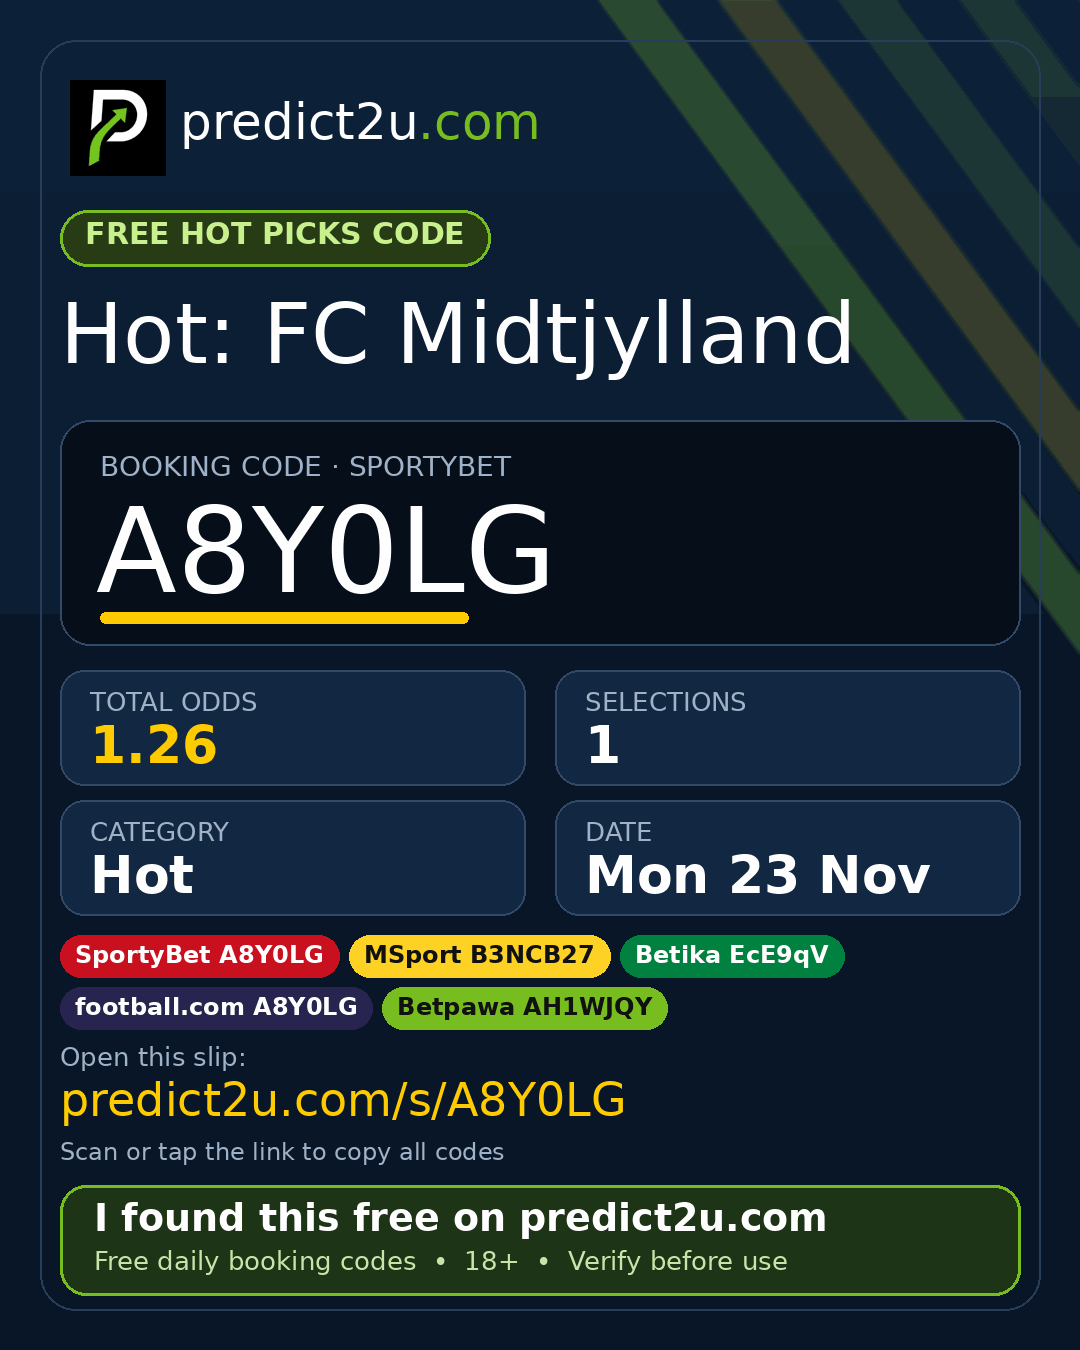 predict2u.com
FREE HOT PICKS CODE
Hot: FC Midtjylland
BOOKING CODE · SPORTYBET
A8Y0LG
TOTAL ODDS
1.26
SELECTIONS
1
CATEGORY
Hot
DATE
Mon 23 Nov
SportyBet A8Y0LG
MSport B3NCB27
Betika EcE9qV
football.com A8Y0LG
Betpawa AH1WJQY
Open this slip:
predict2u.com/s/A8Y0LG
Scan or tap the link to copy all codes
I found this free on predict2u.com
Free daily booking codes • 18+ • Verify before use